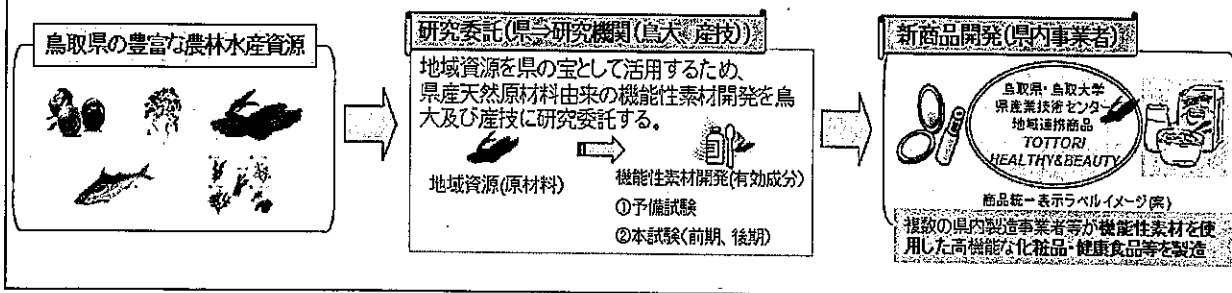 鳥取県の豊富な農林水産資源
研究委託(県⇒研究機関(鳥大、産技))
地域資源を県の宝として活用するため、
県産天然原材料由来の機能性素材開発を鳥
大及び産技に研究委託する。
地域資源(原材料)
機能性素材開発(有効成分)
①予備試験
②本試験(前期、後期)
新商品開発(県内事業者)
鳥取県・鳥取大学
県産業技術センター
地域連携商品
TOTTORI
HEALTHY&BEAUTY
商品統一表示ラベルイメージ(案)
複数の県内製造事業者等が機能性素材を使
用した高機能な化粧品・健康食品等を製造